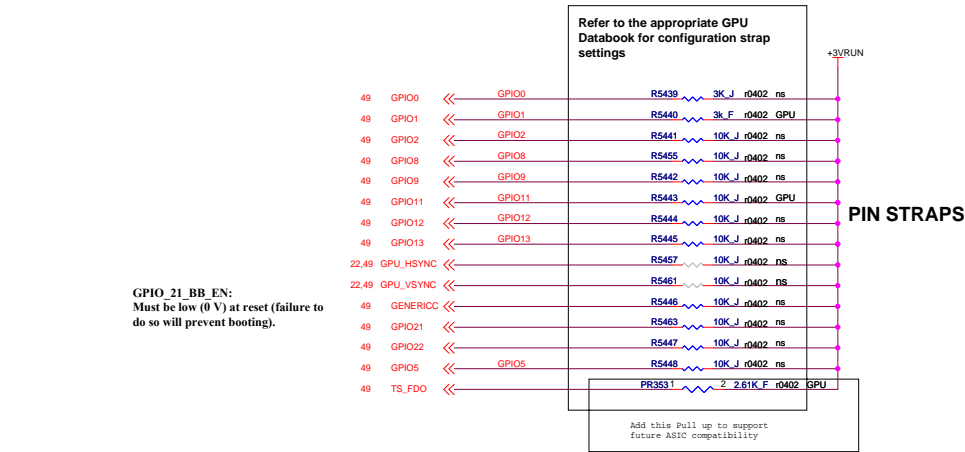 Refer to the appropriate GPU
Databook for configuration strap
settings
+3VRUN
49 GPIO0 GPIO0 R5439 3K_J r0402 ns
49 GPIO1 GPIO1 R5440 3k_F r0402 GPU
49 GPIO2 GPIO2 R5441 10K_J r0402 ns
49 GPIO8 GPIO8 R5455 10K_J r0402 ns
49 GPIO9 GPIO9 R5442 10K_J r0402 ns
49 GPIO11 GPIO11 R5443 10K_J r0402 GPU
PIN STRAPS
49 GPIO12 GPIO12 R5444 10K_J r0402 ns
49 GPIO13 GPIO13 R5445 10K_J r0402 ns
22,49 GPU_HSYNC R5457 10K_J r0402 ns
22,49 GPU_VSYNC R5461 10K_J r0402 ns
GPIO_21_BB_EN:
Must be low (0 V) at reset (failure to
do so will prevent booting).
49 GENERICC R5446 10K_J r0402 ns
49 GPIO21 R5463 10K_J r0402 ns
49 GPIO22 R5447 10K_J r0402 ns
49 GPIO5 GPIO5 R5448 10K_J r0402 ns
49 TS_FDO PR353 1 2 2.61K_F r0402 GPU
Add this Pull up to support
future ASIC compatibility